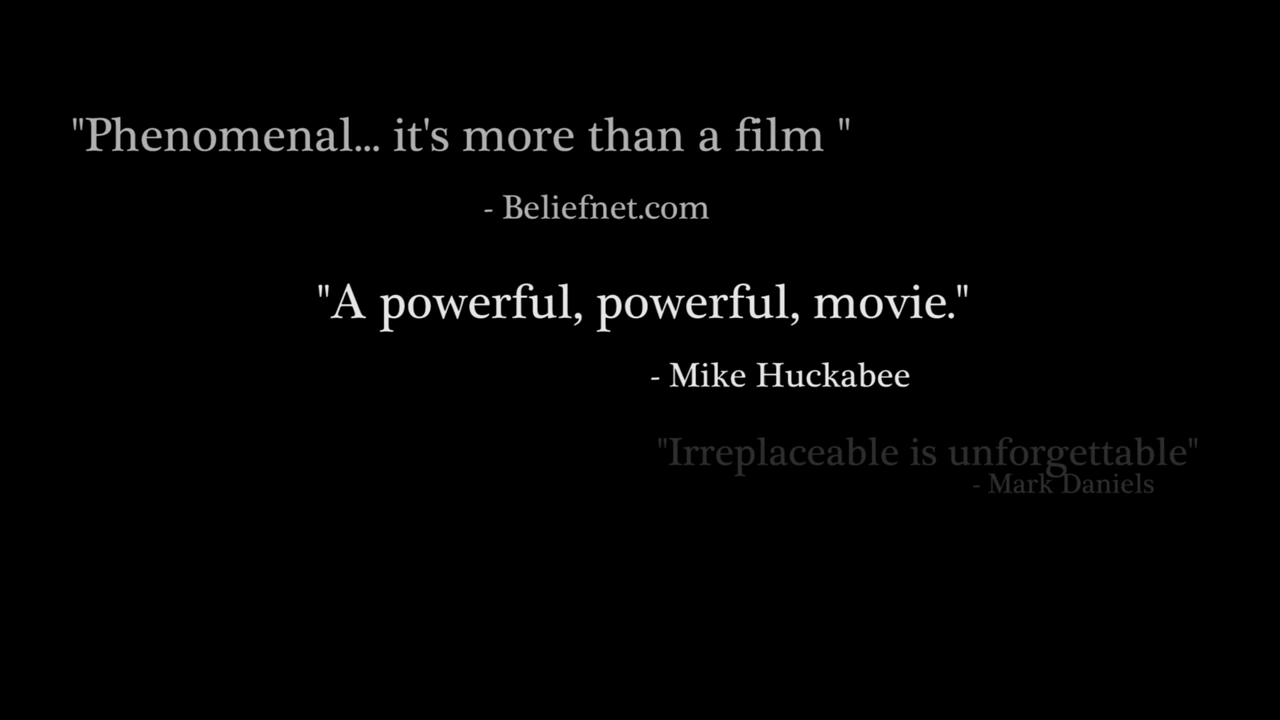 "Phenomenal... it's more than a film "
- Beliefnet.com
"A powerful, powerful, movie."
- Mike Huckabee
"Irreplaceable is unforgettable"
- Mark Daniels